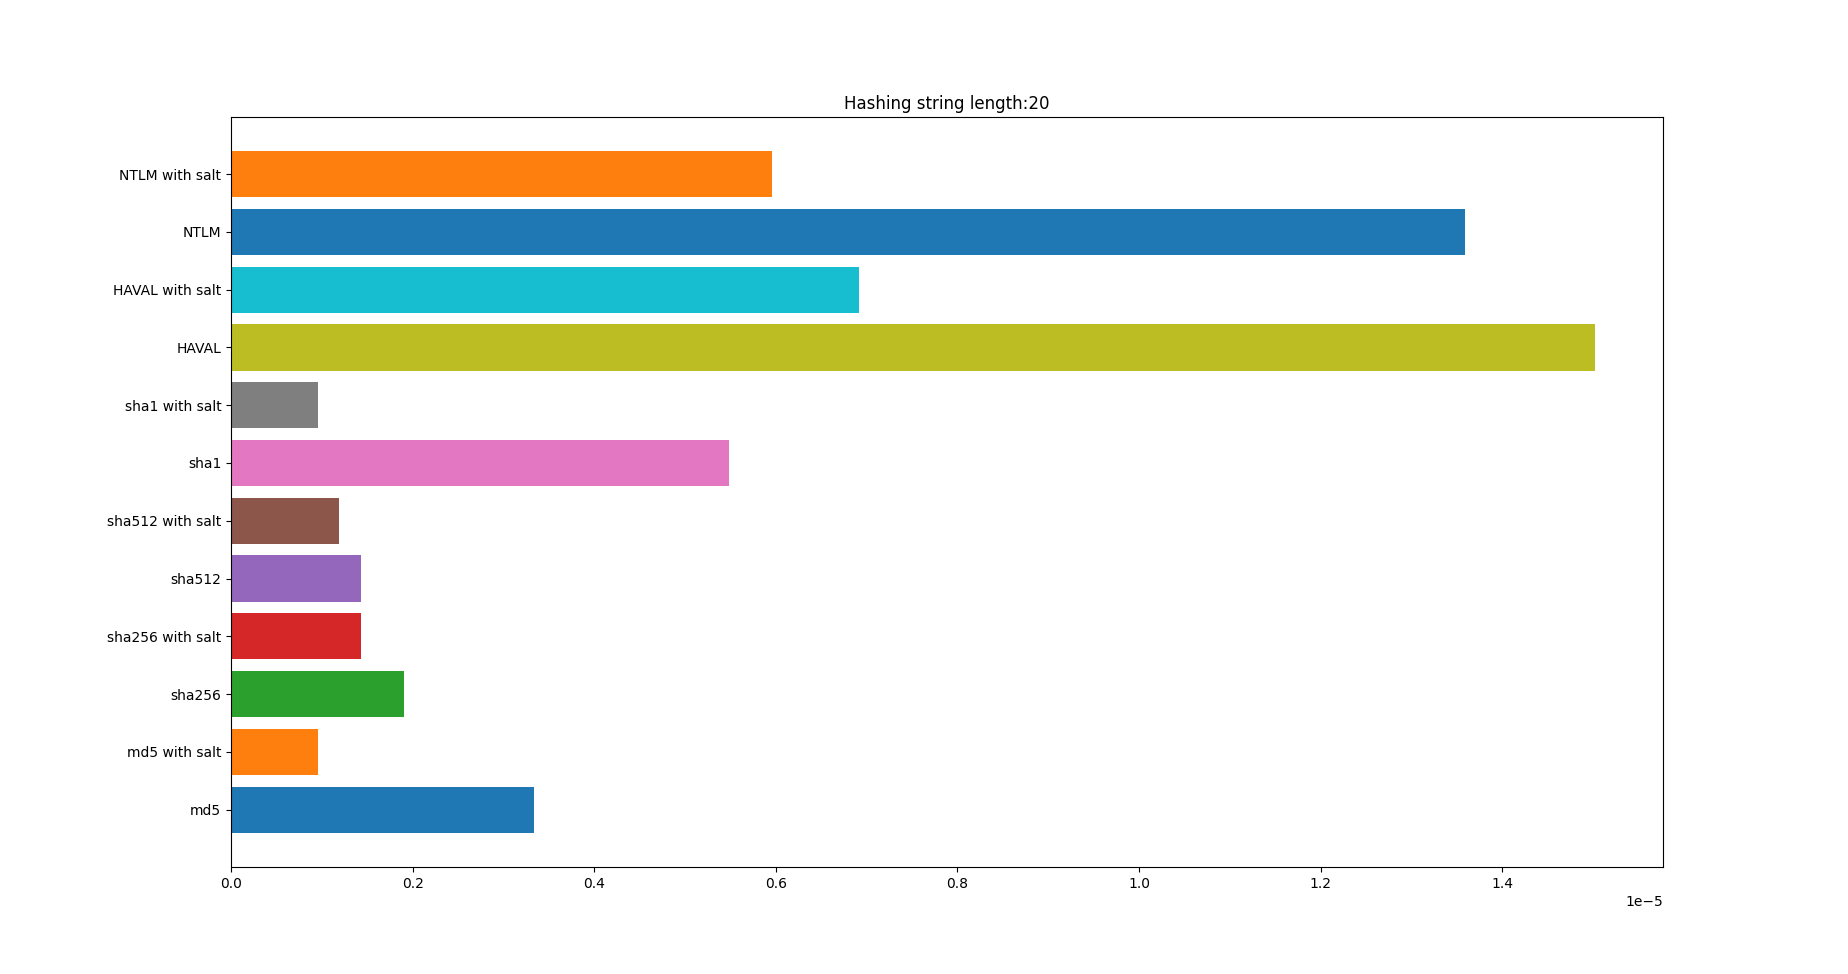 Hashing string length:20
NTLM with salt
NTLM
HAVAL with salt
HAVAL
sha1 with salt
sha1
sha512 with salt
sha512
sha256 with salt
sha256
md5 with salt
md5
0.0 0.2 0.4 0.6 0.8 1.0 1.2 1.4
1e−5